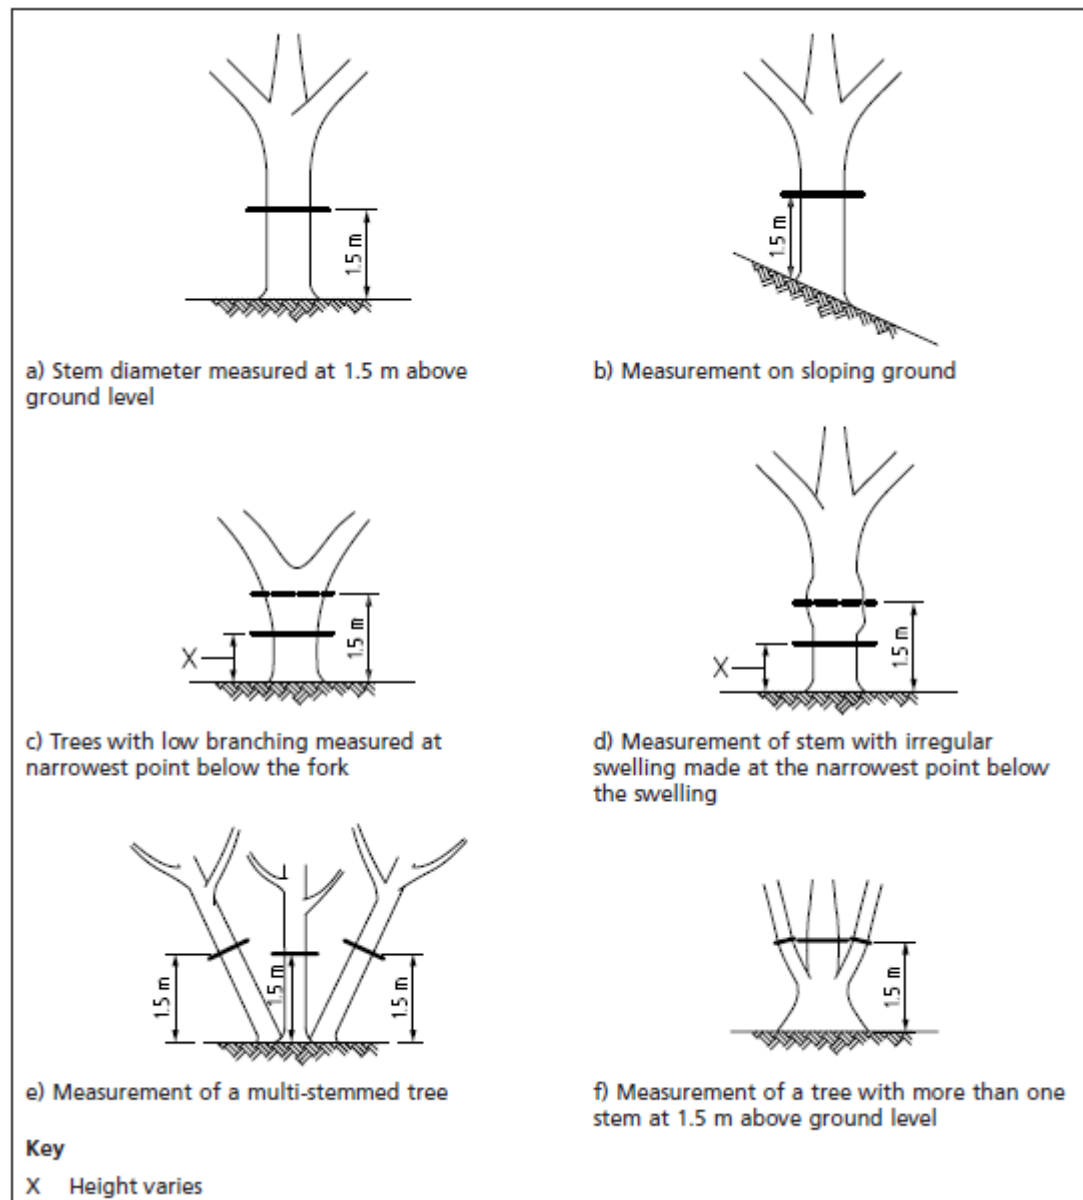 1.5 m
1.5 m
a) Stem diameter measured at 1.5 m above
ground level
b) Measurement on sloping ground
X
1.5 m
X
1.5 m
c) Trees with low branching measured at
narrowest point below the fork
d) Measurement of stem with irregular
swelling made at the narrowest point below
the swelling
1.5 m
1.5 m
1.5 m
1.5 m
e) Measurement of a multi-stemmed tree
f) Measurement of a tree with more than one
stem at 1.5 m above ground level
Key
X Height varies